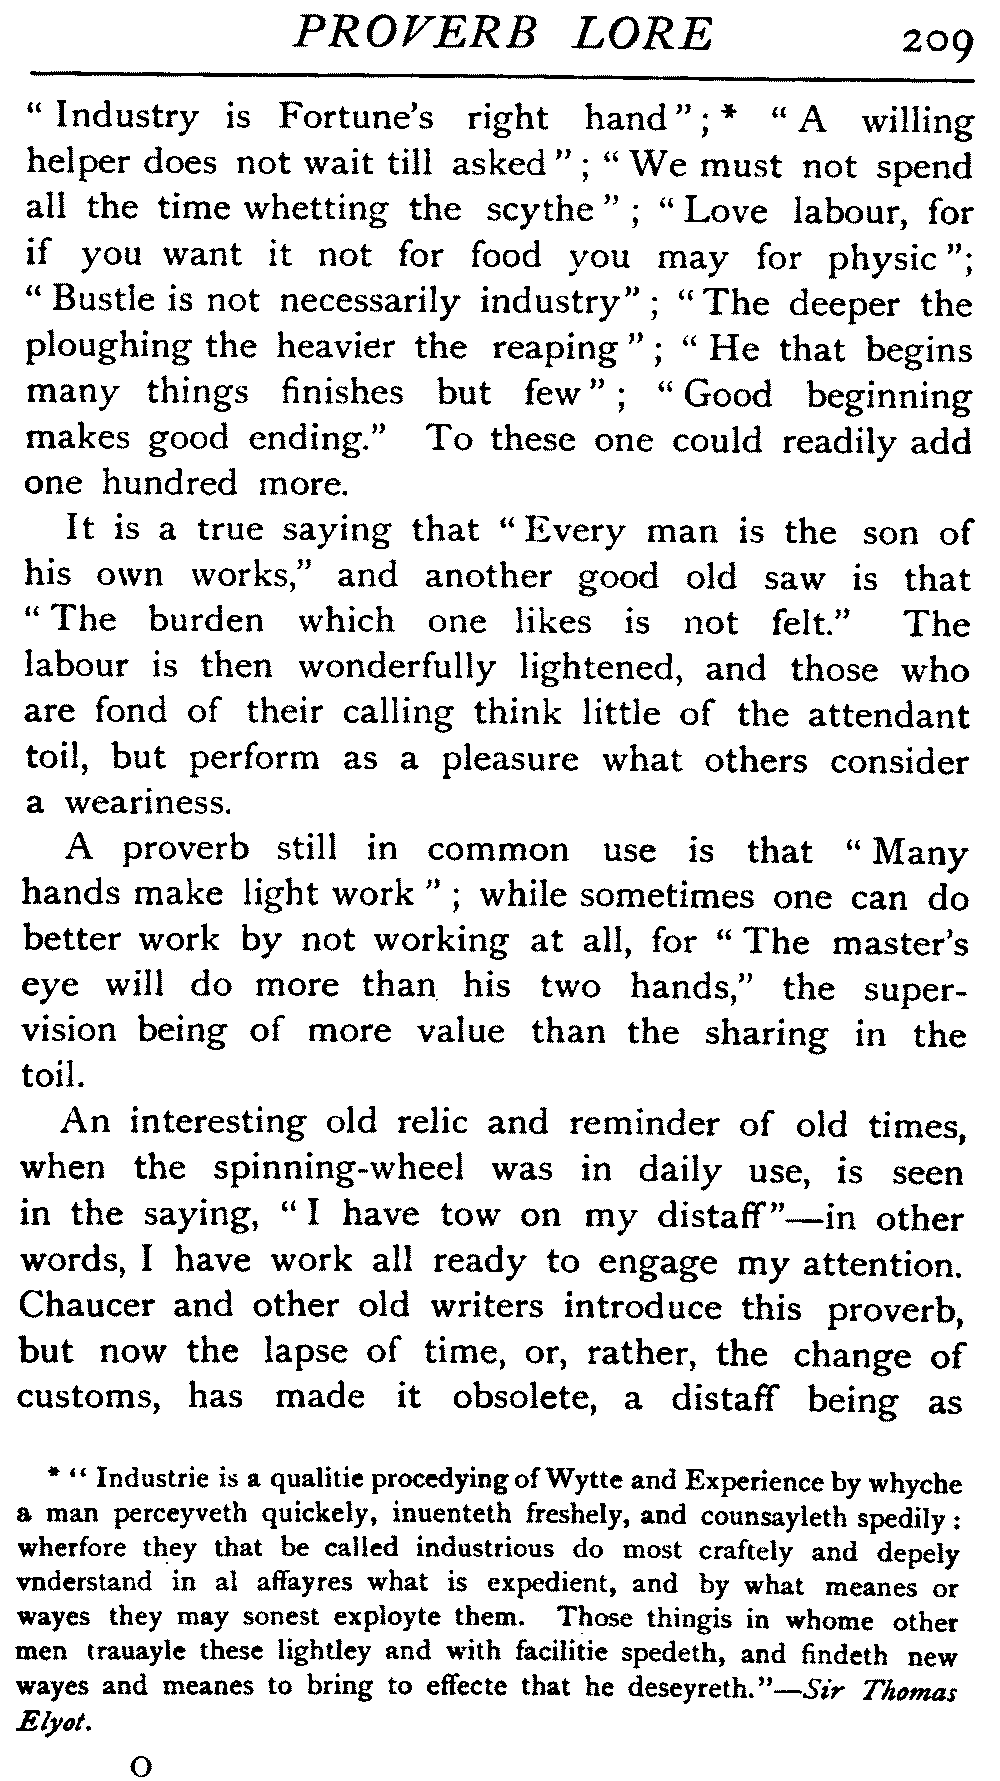 PROVERB LORE 209
" Industry is Fortune's right hand " ; * " A willing
helper does not wait till asked " ; " We must not spend
all the time whetting the scythe " ; " Love labour, for
if you want it not for food you may for physic ";
" Bustle is not necessarily industry" ; " The deeper the
ploughing the heavier the reaping " ; " He that begins
many things finishes but few " ; " Good beginning
makes good ending." To these one could readily add
one hundred more.
It is a true saying that " Every man is the son of
his own works," and another good old saw is that
" The burden which one likes is not felt." The
labour is then wonderfully lightened, and those who
are fond of their calling think little of the attendant
toil, but perform as a pleasure what others consider
a weariness.
A proverb still in common use is that " Many
hands make light work " ; while sometimes one can do
better work by not working at all, for " The master's
eye will do more than his two hands," the super-
vision being of more value than the sharing in the
toil.
An interesting old relic and reminder of old times,
when the spinning-wheel was in daily use, is seen
in the saying, " I have tow on my distaff"—in other
words, I have work all ready to engage my attention.
Chaucer and other old writers introduce this proverb,
but now the lapse of time, or, rather, the change of
customs, has made it obsolete, a distaff being as
* " Industrie is a qualitie procedying of Wytte and Experience by whyche
a man perceyveth quickely, inuenteth freshely, and counsayleth spedily :
wherfore they that be called industrious do most craftely and depely
vnderstand in al affayres what is expedient, and by what meanes or
wayes they may sonest exployte them. Those thingis in whome other
men trauayle these lightley and with facilitie spedeth, and findeth new
wayes and meanes to bring to effecte that he deseyreth."—Sir Thomas
Elyot.
O